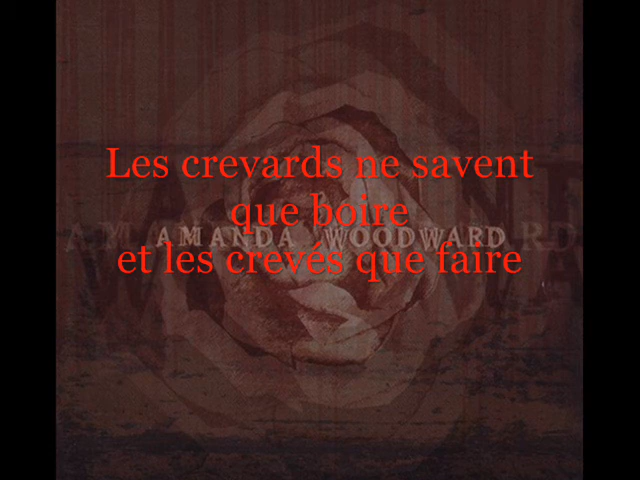 Les crevards ne savent
que boire
AMANDA WOODWARD
et les crevés que faire